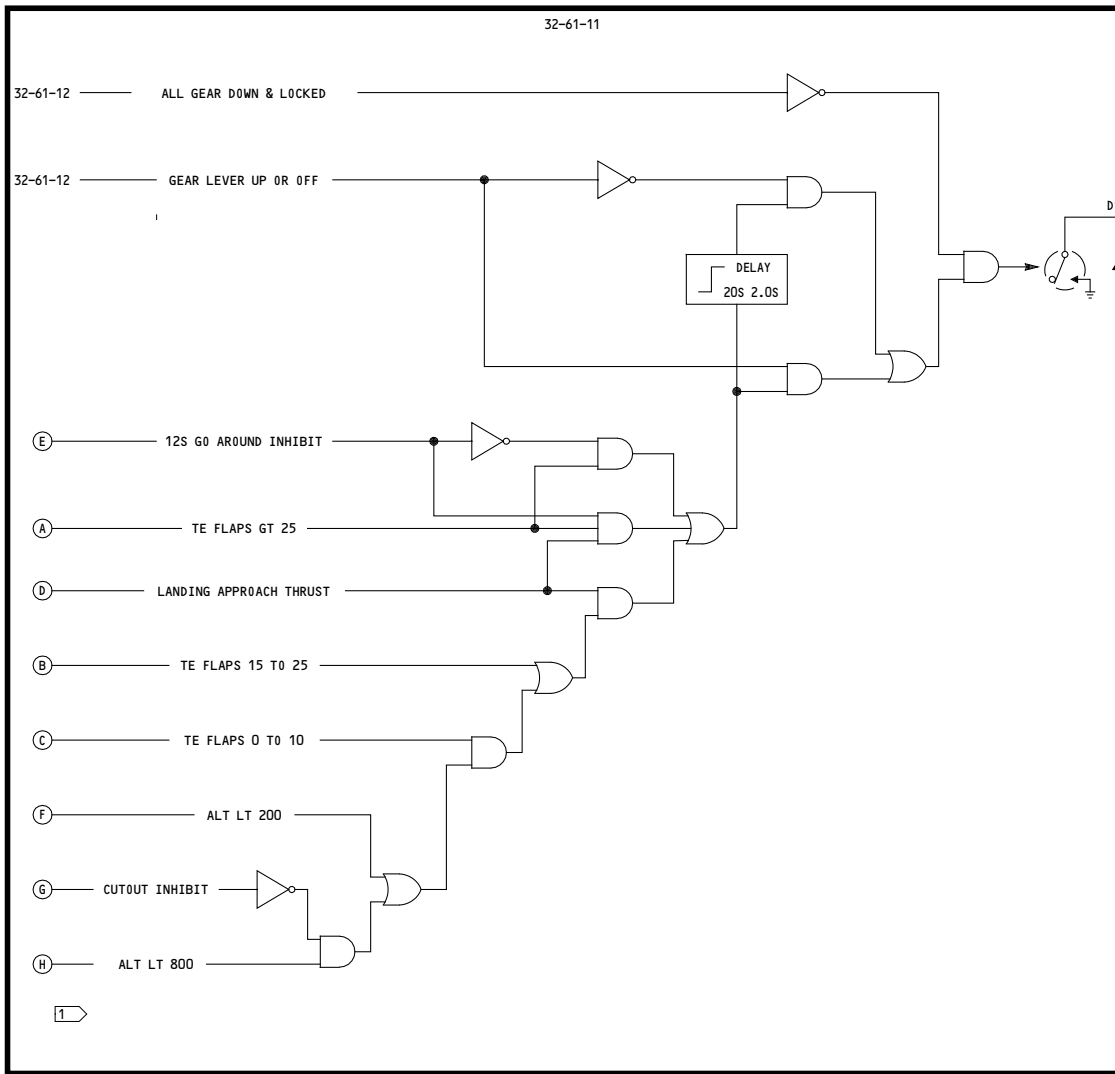 32-61-11
32-61-12 ALL GEAR DOWN & LOCKED
32-61-12 GEAR LEVER UP OR OFF
D
DELAY
20S 2.0S
E 12S GO AROUND INHIBIT
A TE FLAPS GT 25
D LANDING APPROACH THRUST
B TE FLAPS 15 TO 25
C TE FLAPS 0 TO 10
F ALT LT 200
G CUTOUT INHIBIT
H ALT LT 800
1